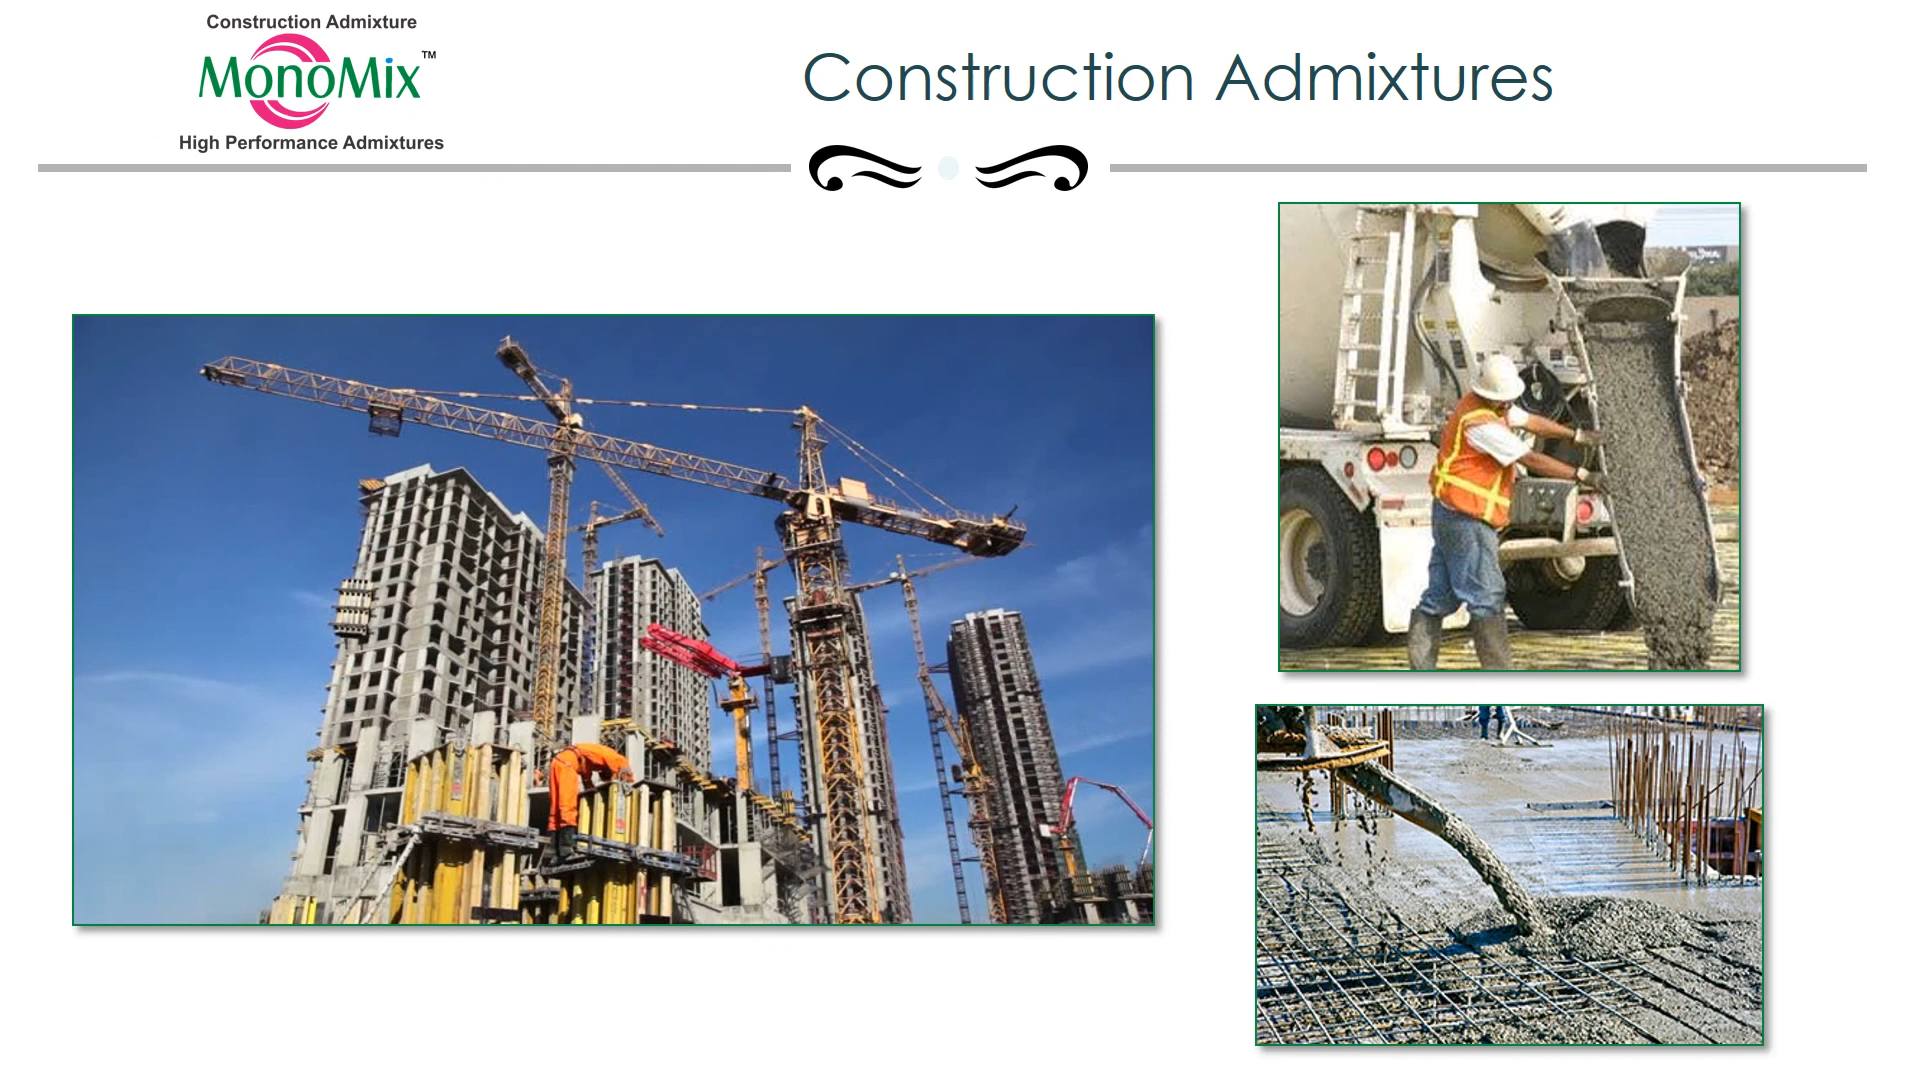 Construction Admixture
MonoMix™
High Performance Admixtures
Construction Admixtures